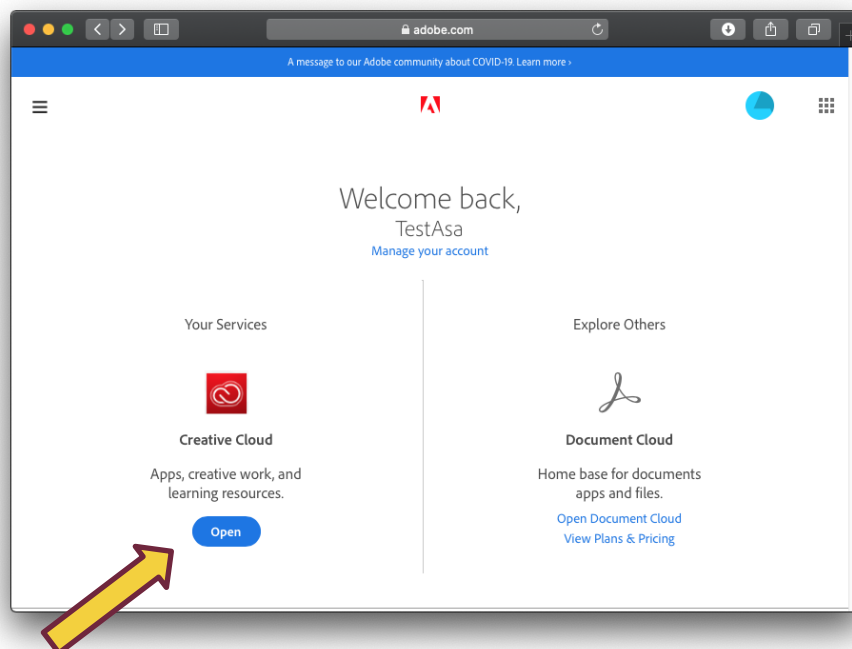 adobe.com
A message to our Adobe community about COVID-19. Learn more ›
Welcome back,
TestAsa
Manage your account
Your Services
Creative Cloud
Apps, creative work, and
learning resources.
Open
Explore Others
Document Cloud
Home base for documents
apps and files.
Open Document Cloud
View Plans & Pricing